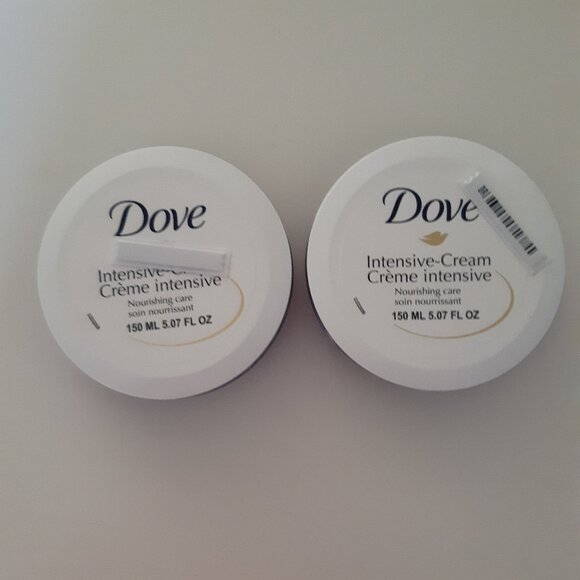 Dove
Intensive-
Crème intensive
Nourishing care
soin nourrissant
150 ML 5.07 FL OZ
Dove
Intensive-Cream
Crème intensive
Nourishing care
soin nourrissant
150 ML 5.07 FL OZ